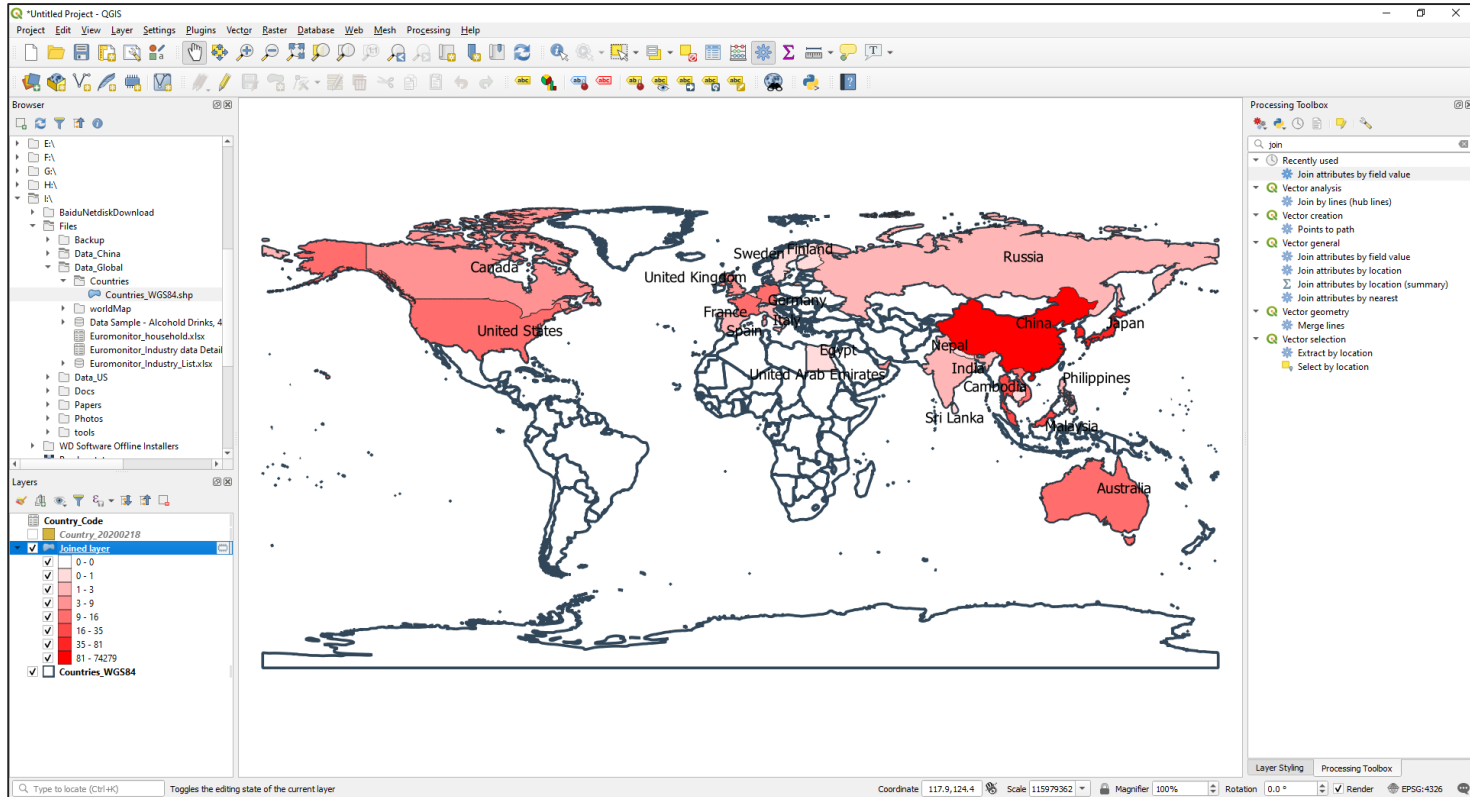 *Untitled Project - QGIS
Project Edit View Layer Settings Plugins Vector Raster Database Web Mesh Processing Help
Browser
E:\
F:\
G:\
H:\
I:\
BaiduNetdiskDownload
Files
Backup
Data_China
Data_Global
Countries
Countries_WGS84.shp
worldMap
Data Sample - Alcohold Drinks, 4
Euromonitor_household.xlsx
Euromonitor_Industry data Detail
Euromonitor_Industry_List.xlsx
Data_US
Docs
Papers
Photos
tools
WD Software Offline Installers
Layers
Country_Code
Country_20200218
Joined layer
0 - 0
0 - 1
1 - 3
3 - 9
9 - 16
16 - 35
35 - 81
81 - 74279
Countries_WGS84
Canada
United States
Sweden
Finland
United Kingdom
Germany
France
Italy
Spain
Russia
China
Japan
Nepal
Egypt
India
United Arab Emirates
Cambodia
Philippines
Sri Lanka
Malaysia
Australia
Processing Toolbox
join
Recently used
Join attributes by field value
Vector analysis
Join by lines (hub lines)
Vector creation
Points to path
Vector general
Join attributes by field value
Join attributes by location
Join attributes by location (summary)
Join attributes by nearest
Vector geometry
Merge lines
Vector selection
Extract by location
Select by location
Layer Styling Processing Toolbox
Type to locate (Ctrl+K) Toggles the editing state of the current layer Coordinate 117.9,124.4 Scale 115979362 Magnifier 100% Rotation 0.0 ° Render EPSG:4326